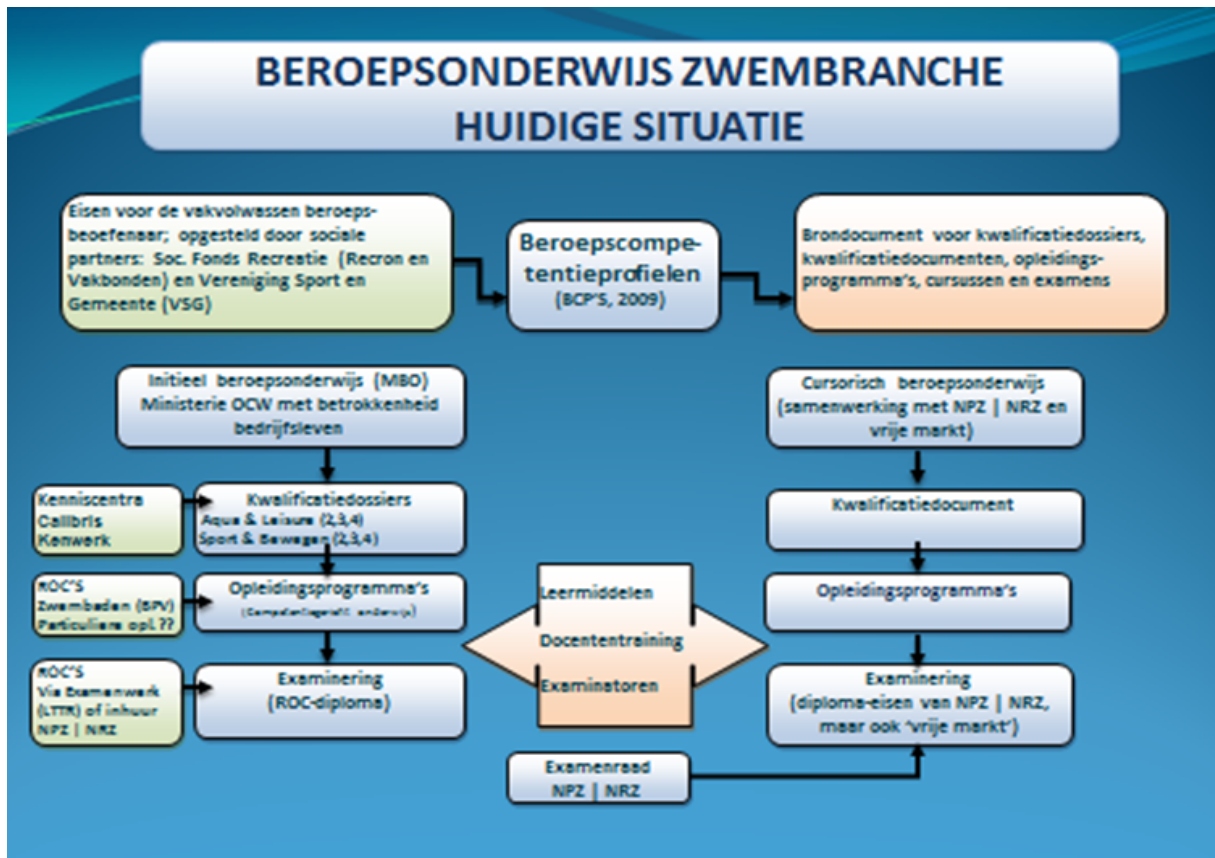 BEROEPSONDERWIJS ZWEMBRANCHE
HUIDIGE SITUATIE
Eisen voor de vakvolwassen beroeps-
beoefenaar; opgesteld door sociale
partners: Soc. Fonds Recreatie (Recron en
Vakbonden) en Vereniging Sport en
Gemeente (VSG)
Beroepscompe-
tentieprofielen
(BCP'S, 2009)
Brondocument voor kwalificatiedossiers,
kwalificatiedocumenten, opleidings-
programma's, cursussen en examens
Initieel beroepsonderwijs (MBO)
Ministerie OCW met betrokkenheid
bedrijfsleven
Kenniscentra
Calibris
Kenwerk
Kwalificatiedossiers
Aqua & Leisure (2,3,4)
Sport & Bewegen (2,3,4)
ROC'S
Zwembaden (BPV)
Particuliere opl.??
Opleidingsprogramma's
(Competentiegericht onderwijs)
ROC'S
Via Examenwerk
(LTTR) of inhuur
NPZ | NRZ
Examinering
(ROC-diploma)
Leermiddelen
Docententraining
Examinatoren
Examenraad
NPZ | NRZ
Cursorisch beroepsonderwijs
(samenwerking met NPZ | NRZ en
vrije markt)
Kwalificatiedocument
Opleidingsprogramma's
Examinering
(diploma-eisen van NPZ | NRZ,
maar ook 'vrije markt')